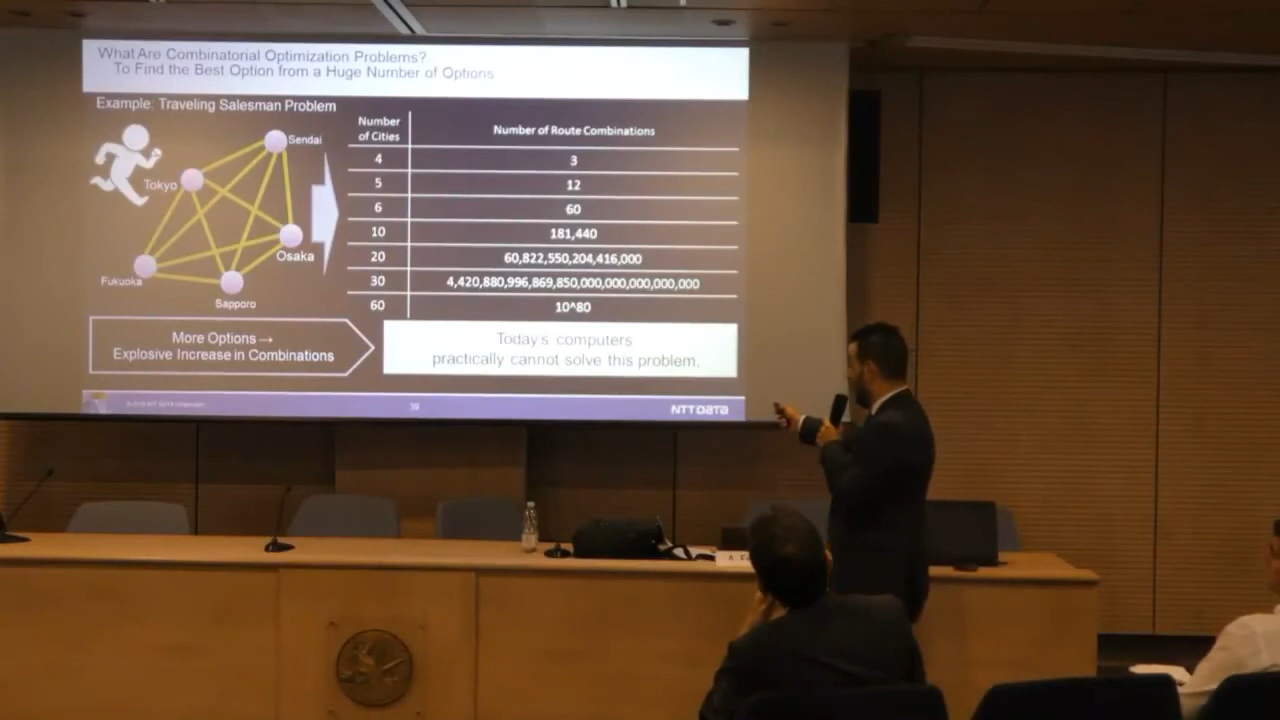 What Are Combinatorial Optimization Problems?
To Find the Best Option from a Huge Number of Options
Example: Traveling Salesman Problem
Sendai
Tokyo
Osaka
Fukuoka
Sapporo
Number of Cities
Number of Route Combinations
4 3
5 12
6 60
10 181,440
20 60,822,550,204,416,000
30 4,420,880,996,869,850,000,000,000,000,000
60 10^80
More Options →
Explosive Increase in Combinations
Today's computers
practically cannot solve this problem.
39
NTT DATA